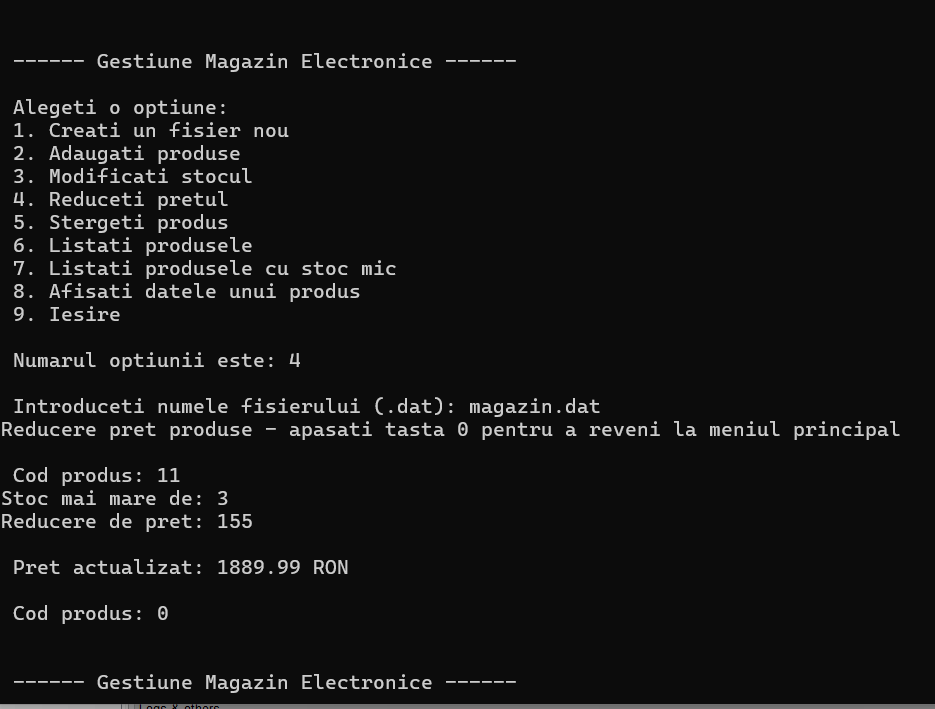 ------ Gestiune Magazin Electronice ------
Alegeti o optiune:
1. Creati un fisier nou
2. Adaugati produse
3. Modificati stocul
4. Reduceti pretul
5. Stergeti produs
6. Listati produsele
7. Listati produsele cu stoc mic
8. Afisati datele unui produs
9. Iesire
Numarul optiunii este: 4
Introduceti numele fisierului (.dat): magazin.dat
Reducere pret produse - apasati tasta 0 pentru a reveni la meniul principal
Cod produs: 11
Stoc mai mare de: 3
Reducere de pret: 155
Pret actualizat: 1889.99 RON
Cod produs: 0
------ Gestiune Magazin Electronice ------